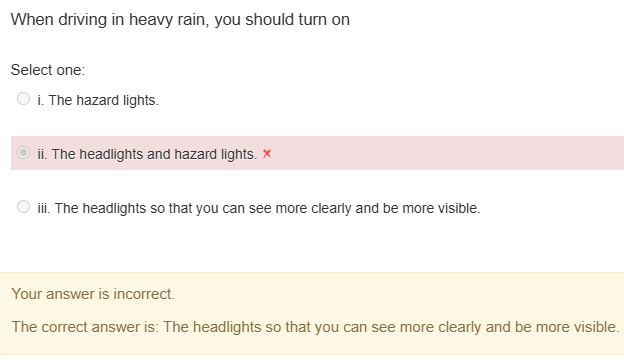 When driving in heavy rain, you should turn on
Select one:
i. The hazard lights.
ii. The headlights and hazard lights.
iii. The headlights so that you can see more clearly and be more visible.
Your answer is incorrect.
The correct answer is: The headlights so that you can see more clearly and be more visible.